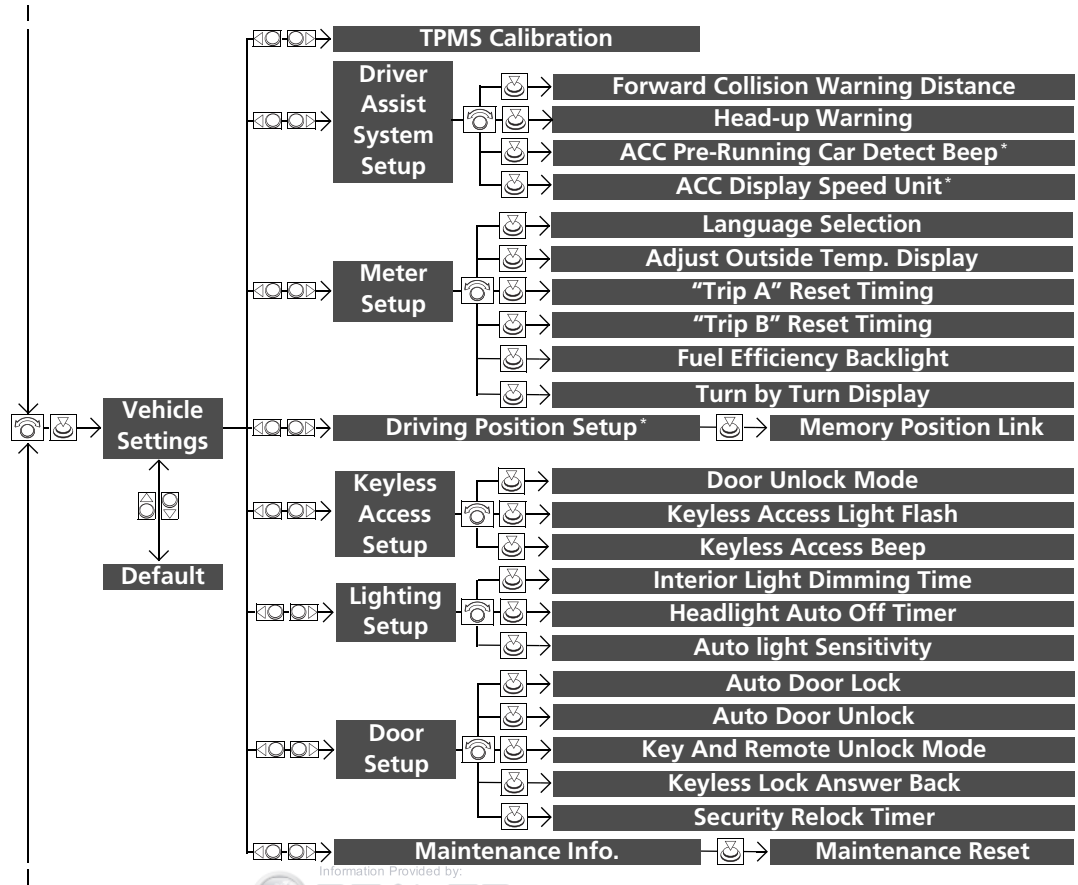 TPMS Calibration
Driver
Assist
System
Setup
Forward Collision Warning Distance
Head-up Warning
ACC Pre-Running Car Detect Beep*
ACC Display Speed Unit*
Meter
Setup
Language Selection
Adjust Outside Temp. Display
“Trip A” Reset Timing
“Trip B” Reset Timing
Fuel Efficiency Backlight
Turn by Turn Display
Vehicle
Settings
Default
Driving Position Setup*
Memory Position Link
Keyless
Access
Setup
Door Unlock Mode
Keyless Access Light Flash
Keyless Access Beep
Lighting
Setup
Interior Light Dimming Time
Headlight Auto Off Timer
Auto light Sensitivity
Door
Setup
Auto Door Lock
Auto Door Unlock
Key And Remote Unlock Mode
Keyless Lock Answer Back
Security Relock Timer
Maintenance Info.
Maintenance Reset
Information Provided by: